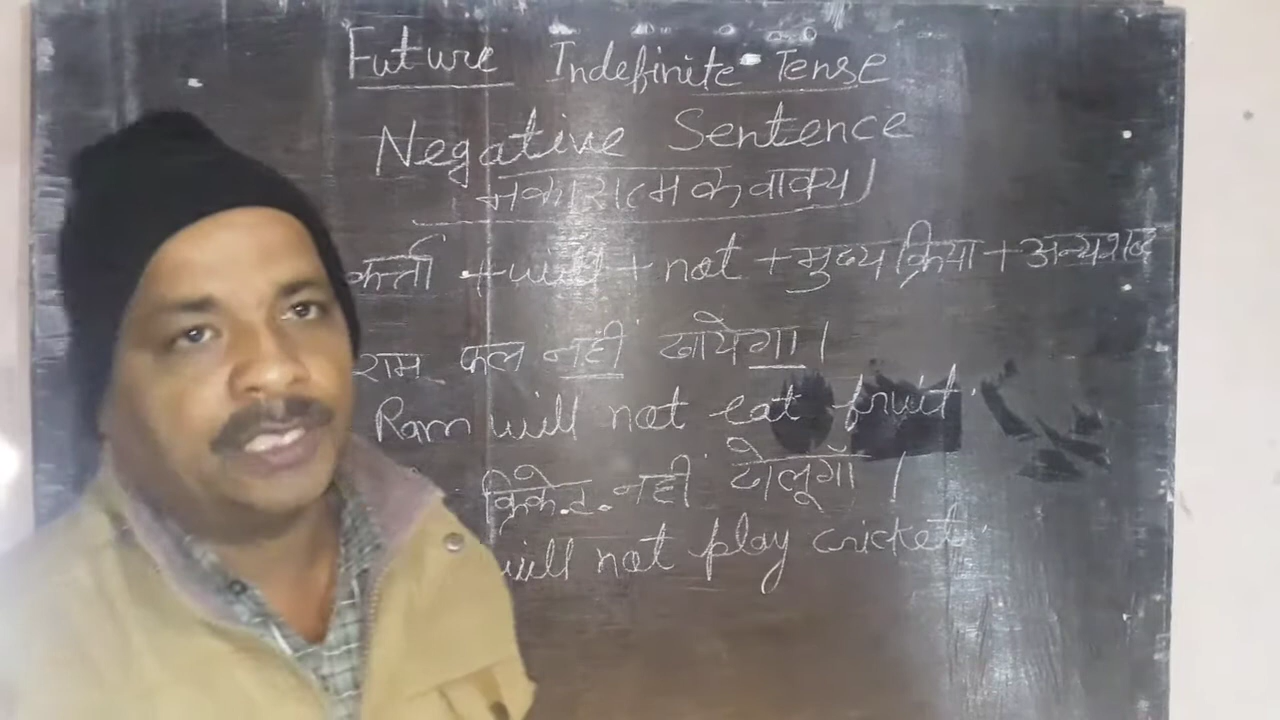 Future Indefinite Tense
Negative Sentence
नकारात्मक वाक्य।
कर्ता + will + not + मुख्य क्रिया + अन्य शब्द
राम फल नहीं खायेगा।
Ram will not eat fruit.
क्रिकेट नहीं खेलूगाँ।
will not play cricket.